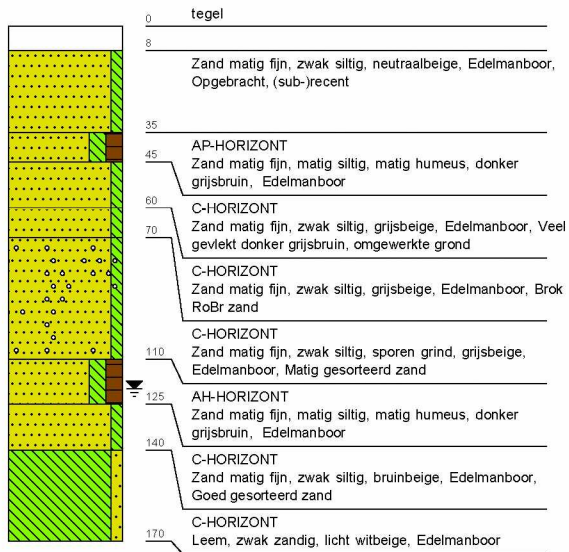 0
tegel
8
Zand matig fijn, zwak siltig, neutraalbeige, Edelmanboor,
Opgebracht, (sub-)recent
35
AP-HORIZONT
Zand matig fijn, matig siltig, matig humeus, donker
grijsbruin, Edelmanboor
45
C-HORIZONT
Zand matig fijn, zwak siltig, grijsbeige, Edelmanboor, Veel
gevlekt donker grijsbruin, omgewerkte grond
60
C-HORIZONT
Zand matig fijn, zwak siltig, grijsbeige, Edelmanboor, Brok
RoBr zand
70
C-HORIZONT
Zand matig fijn, zwak siltig, sporen grind, grijsbeige,
Edelmanboor, Matig gesorteerd zand
110
AH-HORIZONT
Zand matig fijn, matig siltig, matig humeus, donker
grijsbruin, Edelmanboor
125
C-HORIZONT
Zand matig fijn, zwak siltig, bruinbeige, Edelmanboor,
Goed gesorteerd zand
140
C-HORIZONT
Leem, zwak zandig, licht witbeige, Edelmanboor
170